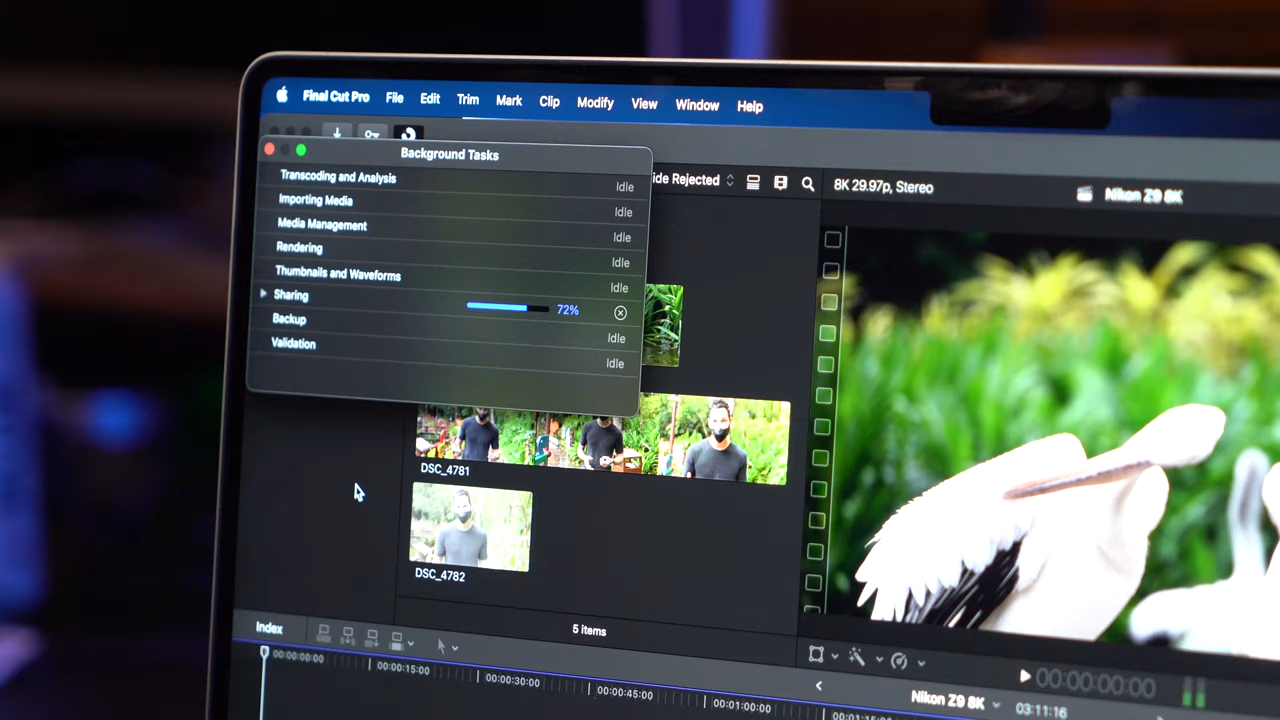 Final Cut Pro File Edit Trim Mark Clip Modify View Window Help
Background Tasks
Transcoding and Analysis Idle
Importing Media Idle
Media Management Idle
Rendering Idle
Thumbnails and Waveforms Idle
Sharing 72%
Backup Idle
Validation Idle
Rejected
8K 29.97p, Stereo
Nikon Z9 8K
DSC_4781
DSC_4782
5 items
Index
00:00:00:00 00:00:15:00 00:00:30:00 00:00:45:00 00:01:00:00 00:01:15:00
00:00:00:00
Nikon Z9 8K 03:11:16